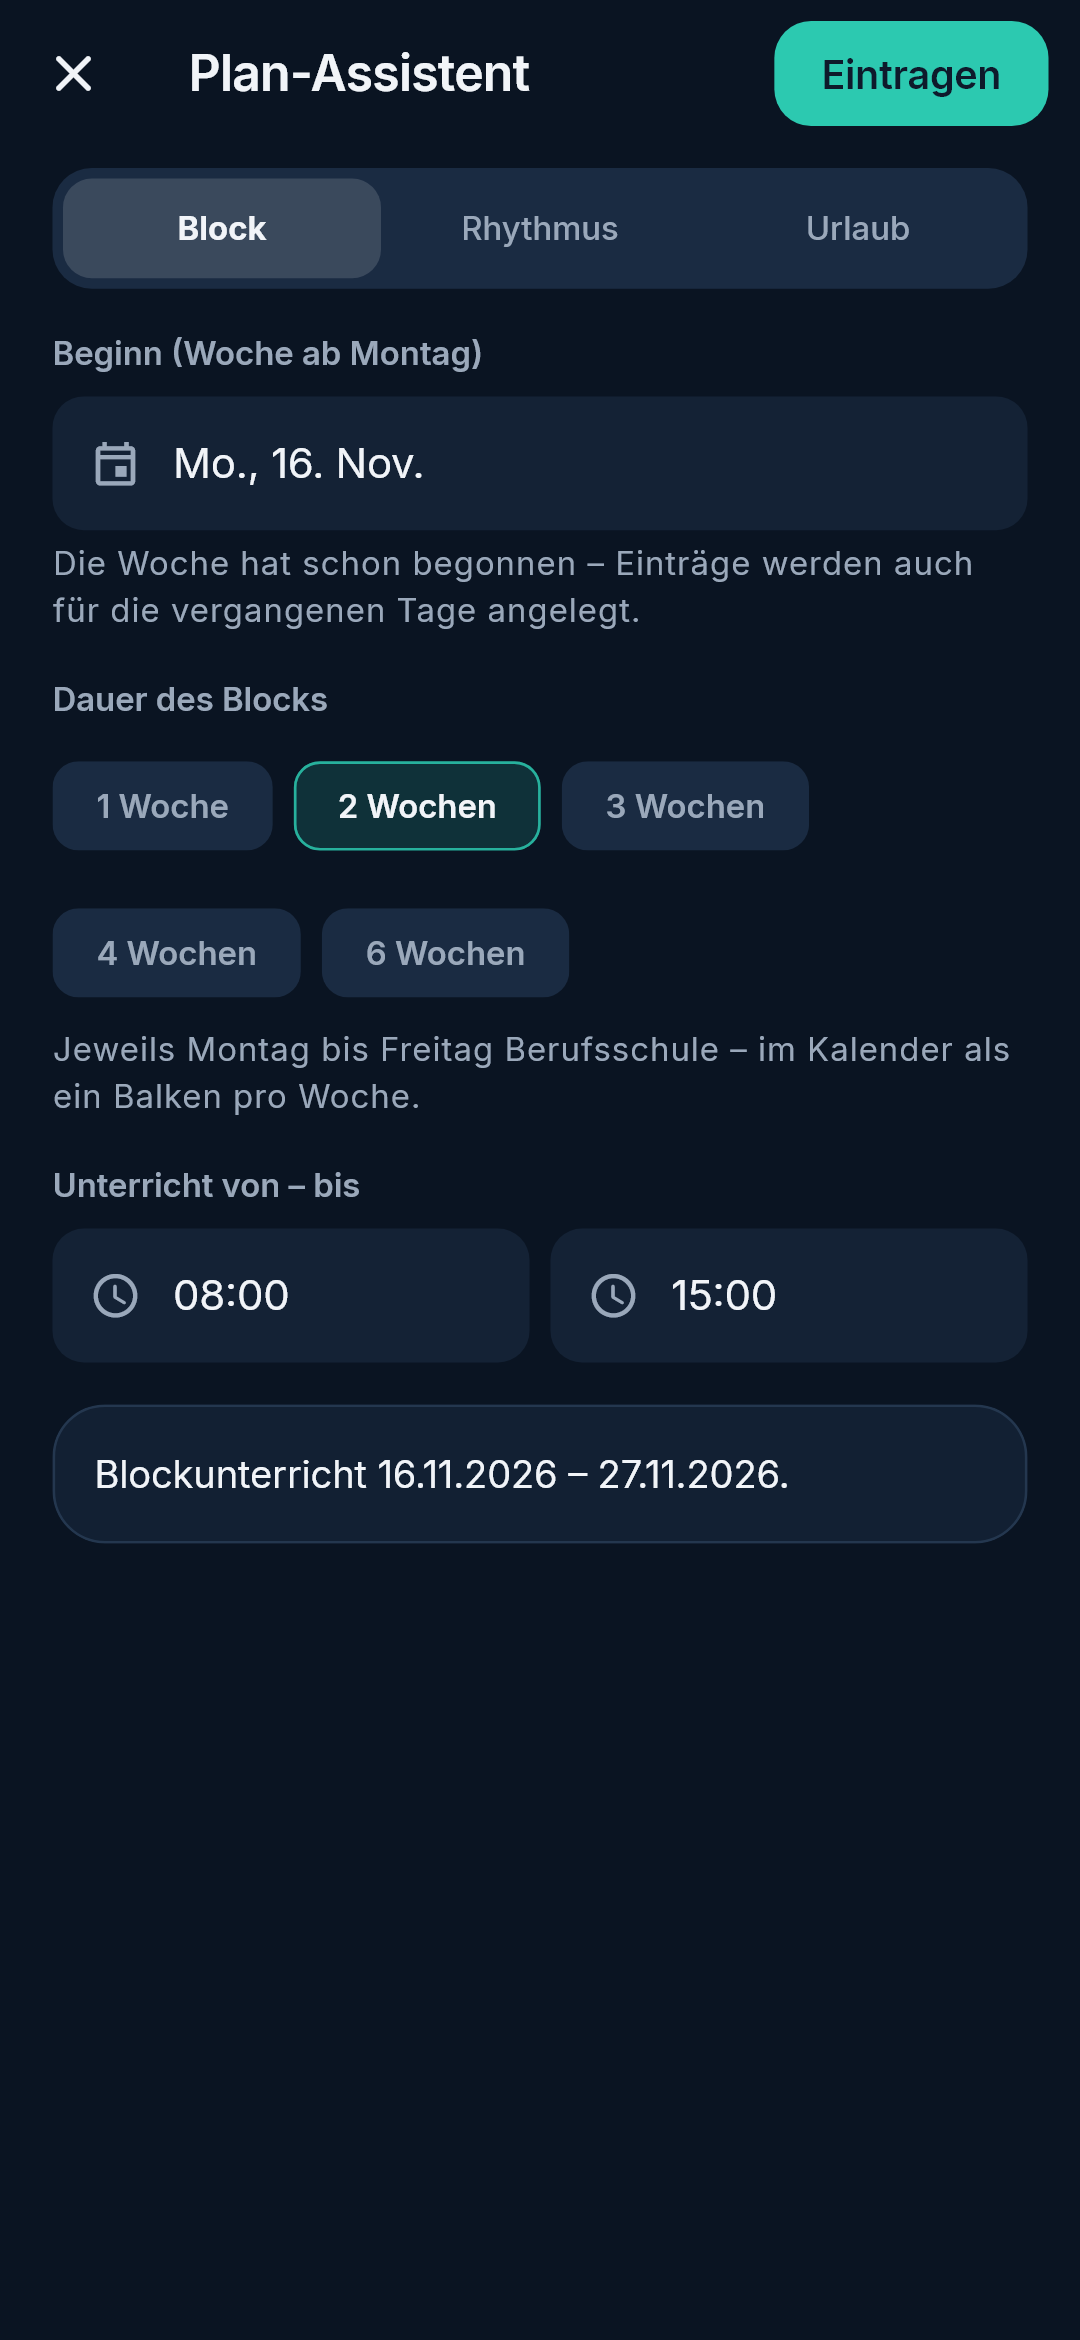 Plan-Assistent
Eintragen
Block
Rhythmus
Urlaub
Beginn (Woche ab Montag)
Mo., 16. Nov.
Die Woche hat schon begonnen – Einträge werden auch
für die vergangenen Tage angelegt.
Dauer des Blocks
1 Woche
2 Wochen
3 Wochen
4 Wochen
6 Wochen
Jeweils Montag bis Freitag Berufsschule – im Kalender als
ein Balken pro Woche.
Unterricht von – bis
08:00
15:00
Blockunterricht 16.11.2026 – 27.11.2026.